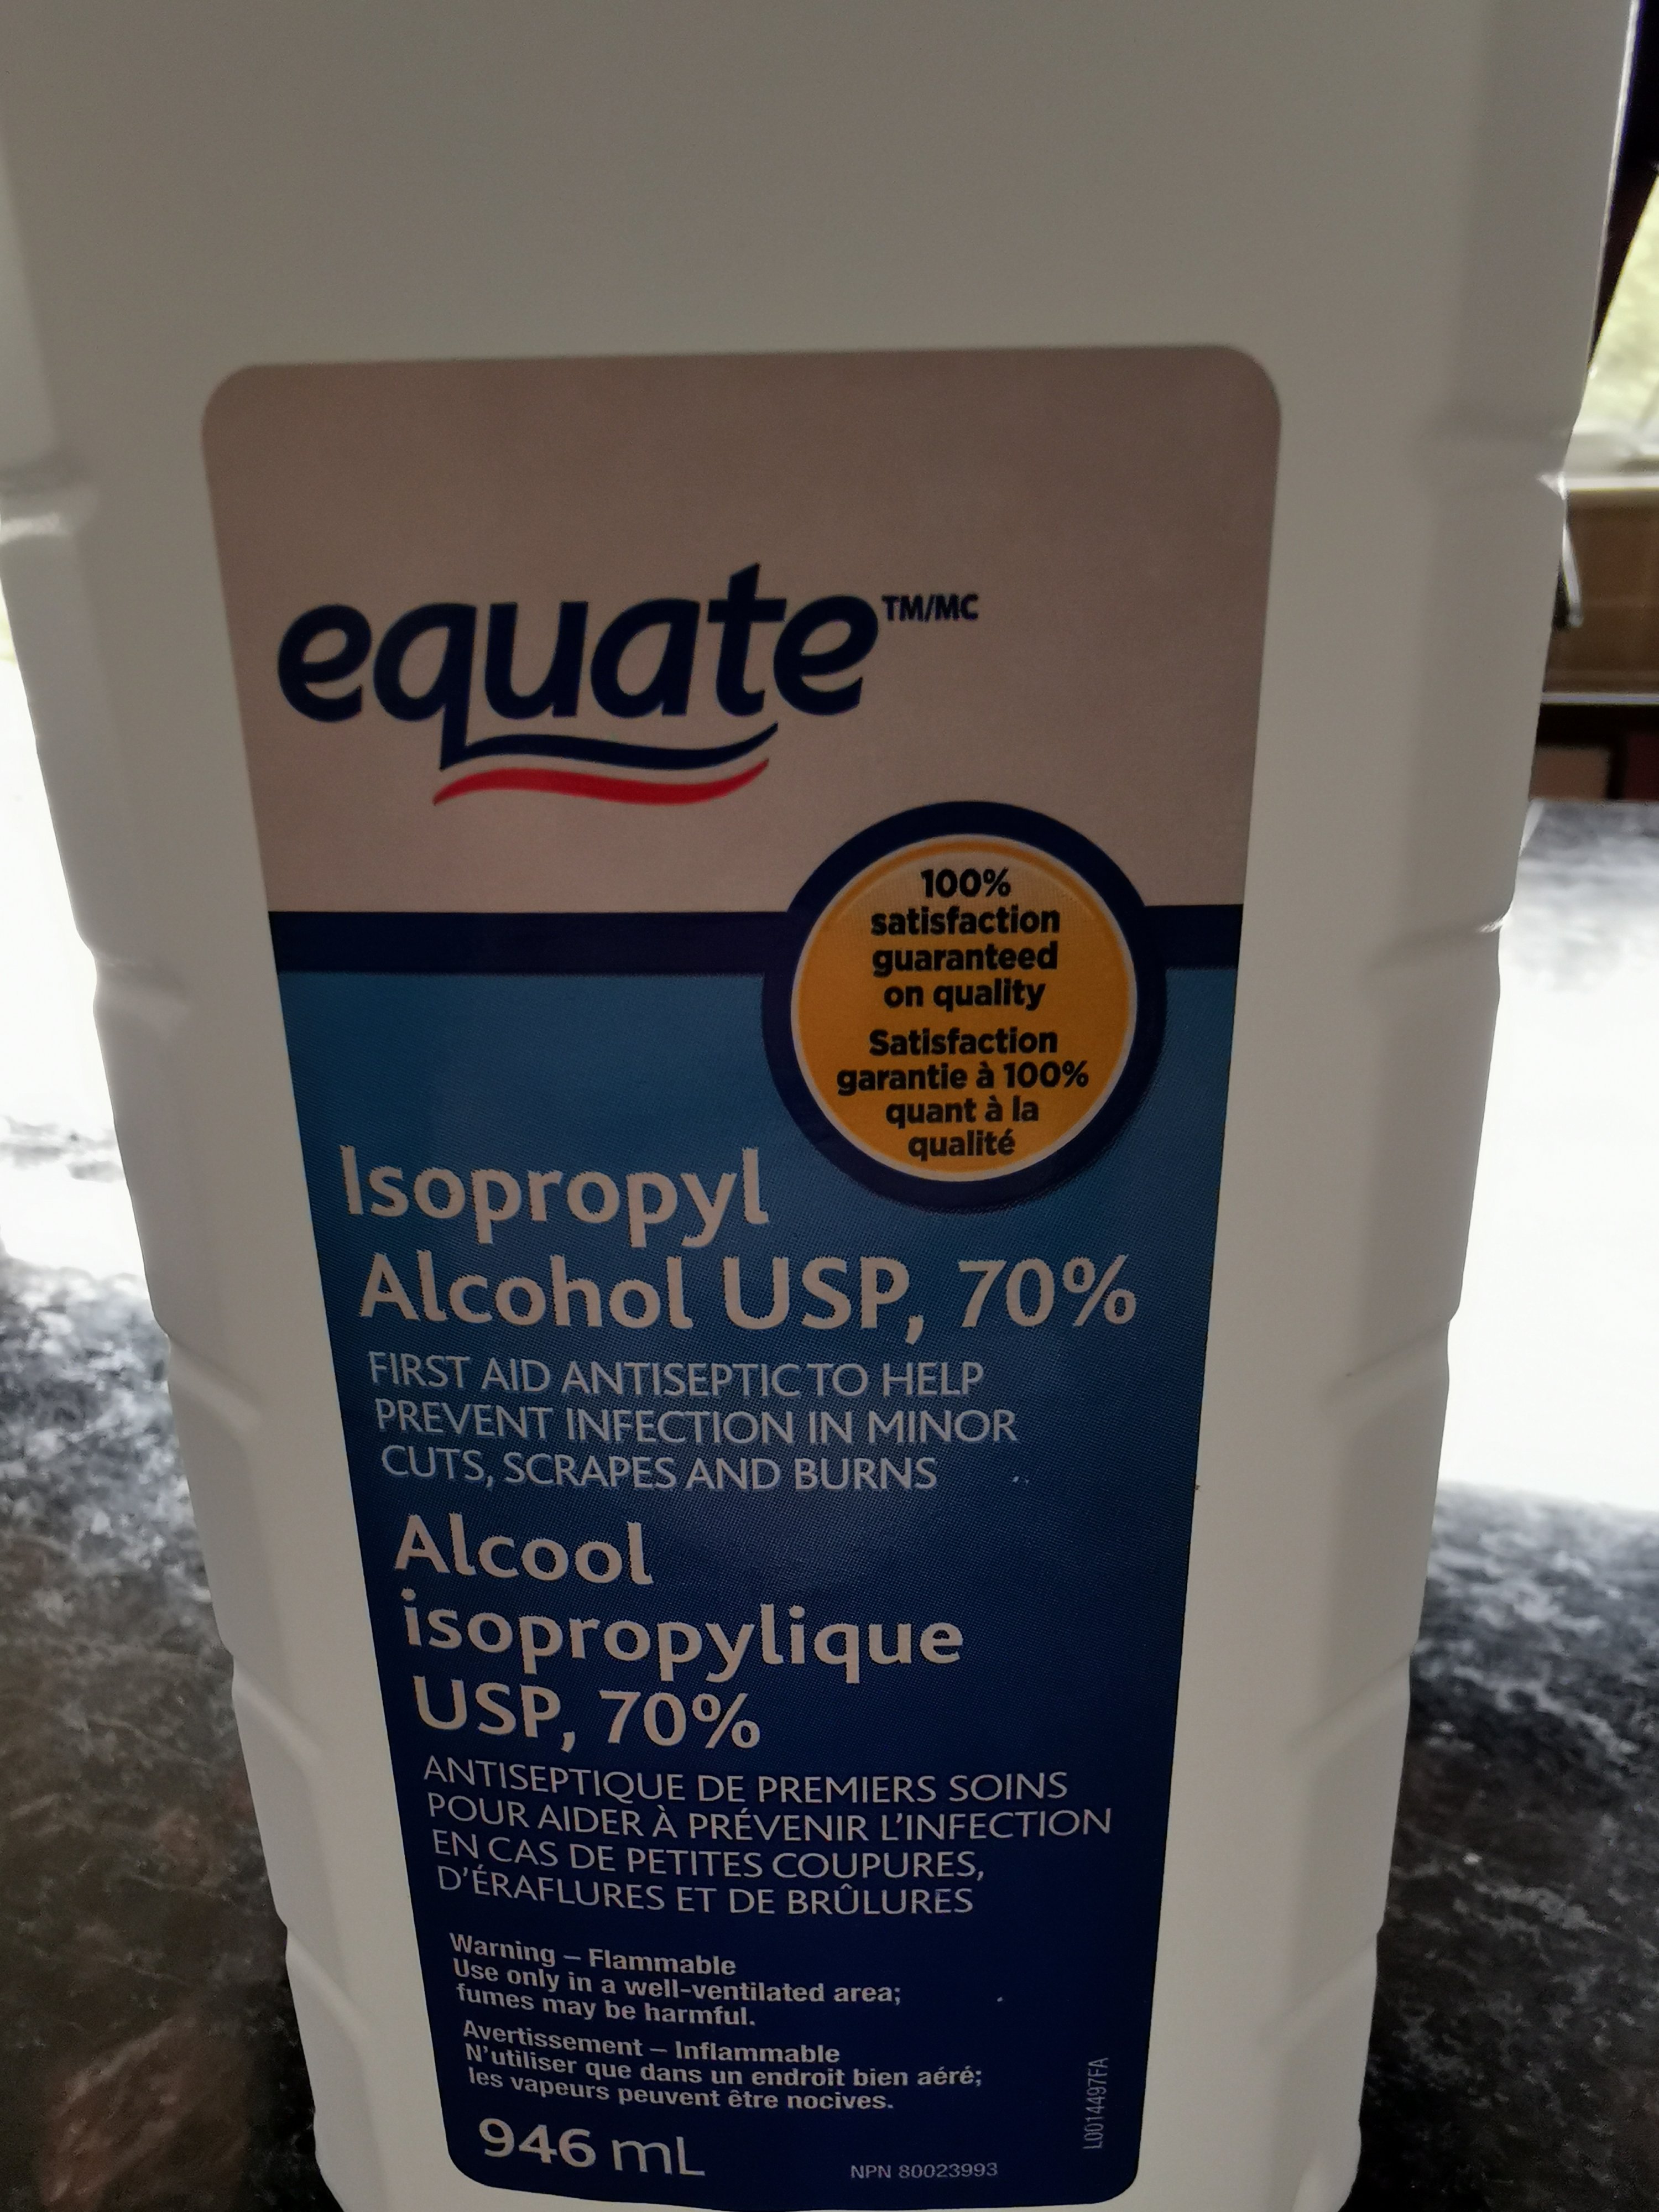 equate TM/MC
100%
satisfaction
guaranteed
on quality
Satisfaction
garantie à 100%
quant à la
qualité
Isopropyl
Alcohol USP, 70%
FIRST AID ANTISEPTIC TO HELP
PREVENT INFECTION IN MINOR
CUTS, SCRAPES AND BURNS
Alcool
isopropylique
USP, 70%
ANTISEPTIQUE DE PREMIERS SOINS
POUR AIDER À PRÉVENIR L'INFECTION
EN CAS DE PETITES COUPURES,
D'ÉRAFLURES ET DE BRÛLURES
Warning – Flammable
Use only in a well-ventilated area;
fumes may be harmful.
Avertissement – Inflammable
N'utiliser que dans un endroit bien aéré;
les vapeurs peuvent être nocives.
946 mL
NPN 80023993
L0014497FA